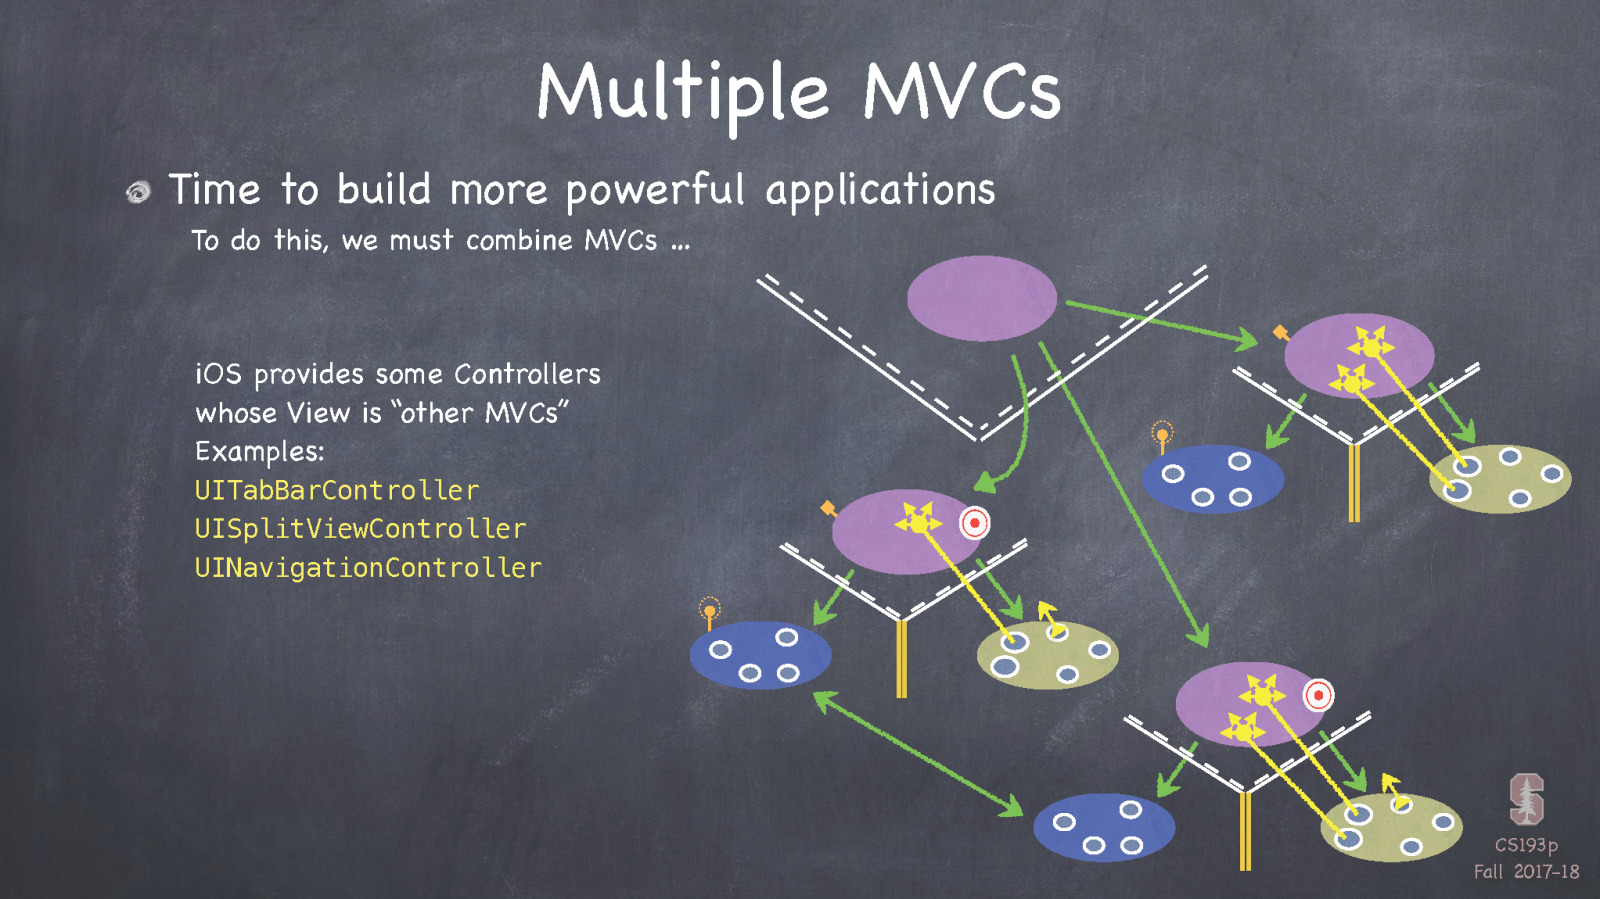 Multiple MVCs
Time to build more powerful applications
To do this, we must combine MVCs ...
iOS provides some Controllers
whose View is “other MVCs”
Examples:
UITabBarController
UISplitViewController
UINavigationController
CS193p
Fall 2017-18